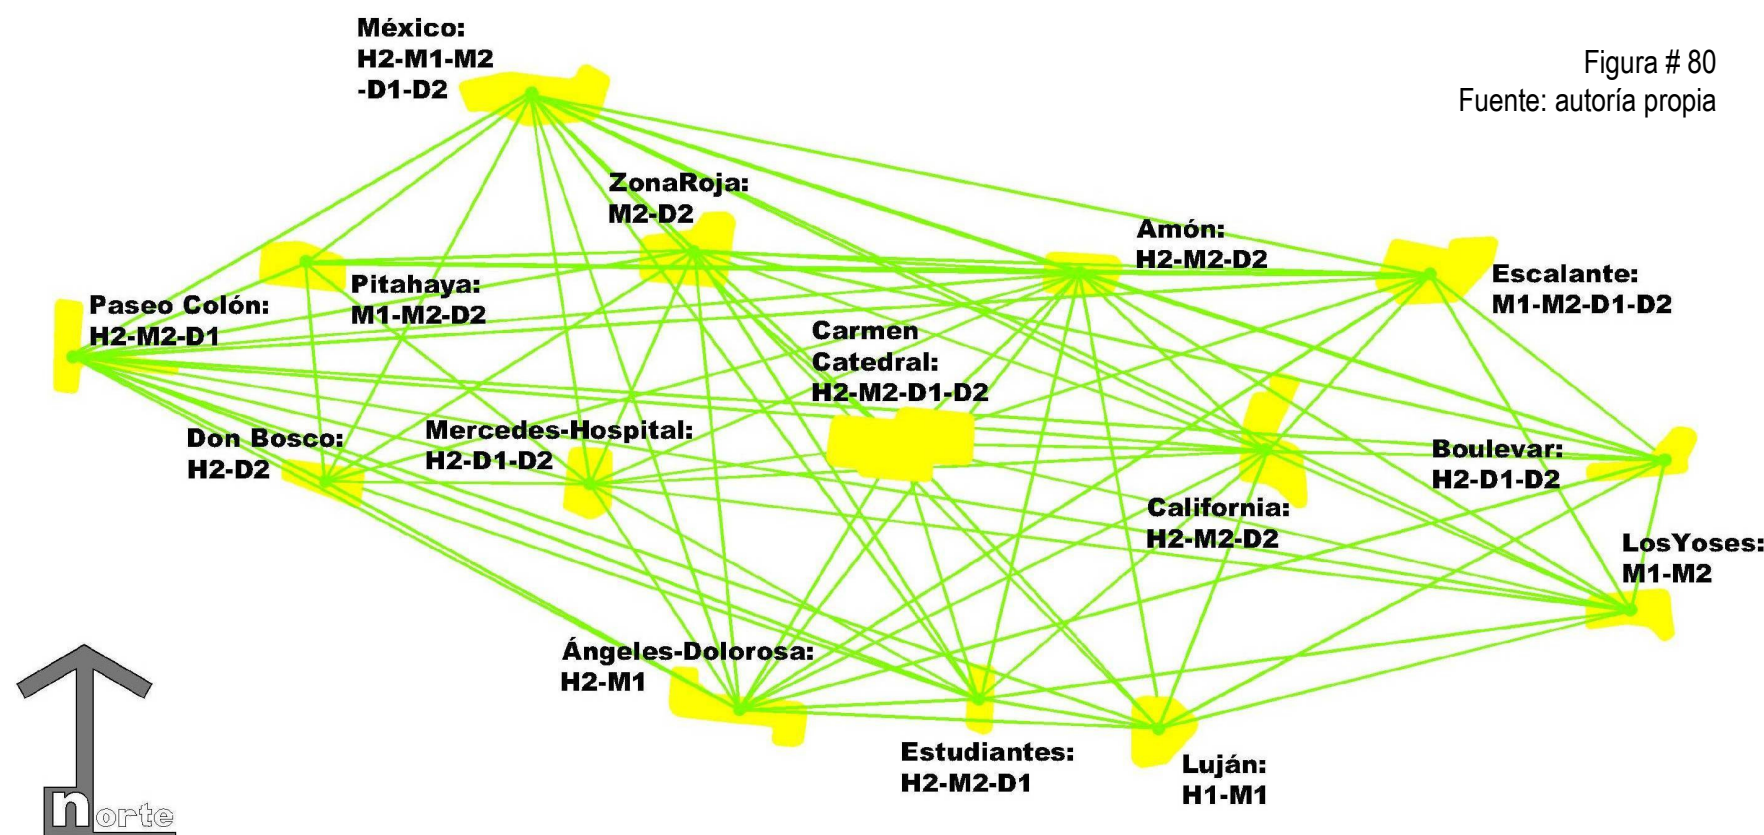 México:
H2-M1-M2
-D1-D2
Figura # 80
Fuente: autoría propia
ZonaRoja:
M2-D2
Amón:
H2-M2-D2
Escalante:
M1-M2-D1-D2
Pitahaya:
M1-M2-D2
Paseo Colón:
H2-M2-D1
Carmen
Catedral:
H2-M2-D1-D2
Don Bosco:
H2-D2
Mercedes-Hospital:
H2-D1-D2
Boulevar:
H2-D1-D2
California:
H2-M2-D2
LosYoses:
M1-M2
Ángeles-Dolorosa:
H2-M1
Estudiantes:
H2-M2-D1
Luján:
H1-M1
norte